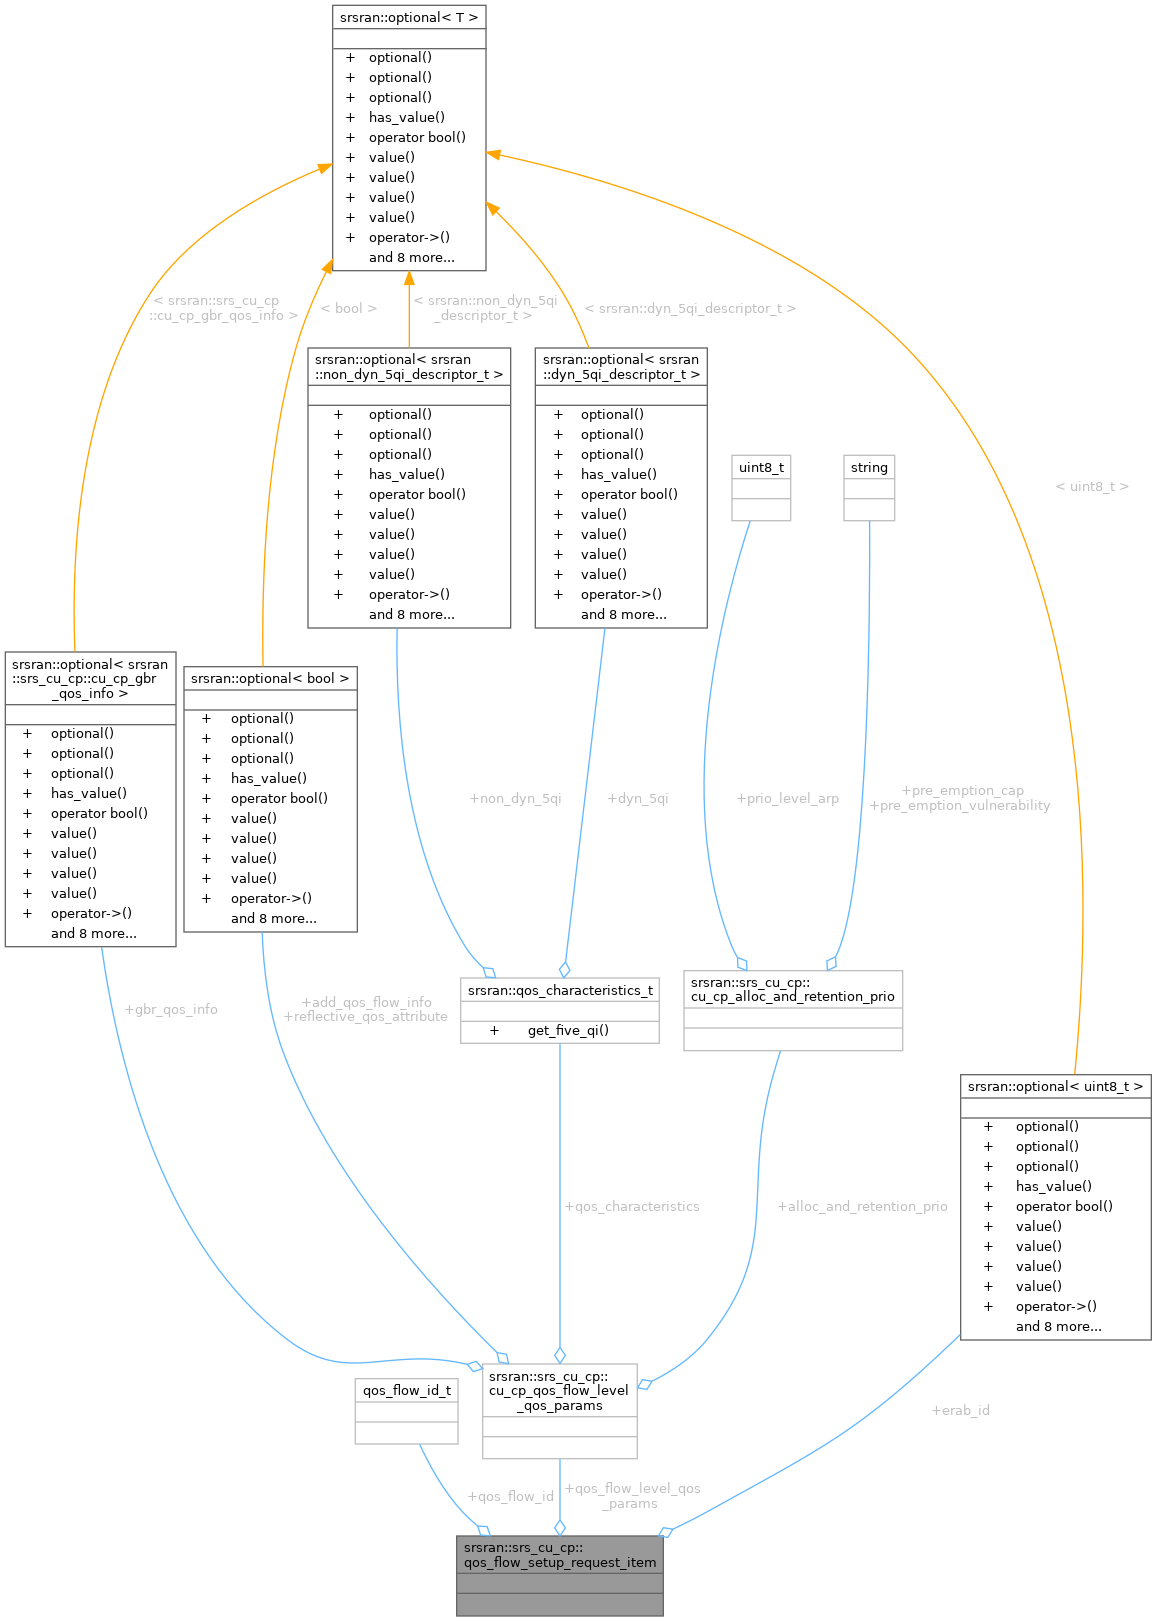 srsran::optional< T >
+ optional()
+ optional()
+ optional()
+ has_value()
+ operator bool()
+ value()
+ value()
+ value()
+ value()
+ operator->()
and 8 more...
< srsran::srs_cu_cp
::cu_cp_gbr_qos_info >
< bool >
< srsran::non_dyn_5qi
_descriptor_t >
< srsran::dyn_5qi_descriptor_t >
< uint8_t >
srsran::optional< srsran
::non_dyn_5qi_descriptor_t >
+ optional()
+ optional()
+ optional()
+ has_value()
+ operator bool()
+ value()
+ value()
+ value()
+ value()
+ operator->()
and 8 more...
srsran::optional< srsran
::dyn_5qi_descriptor_t >
+ optional()
+ optional()
+ optional()
+ has_value()
+ operator bool()
+ value()
+ value()
+ value()
+ value()
+ operator->()
and 8 more...
uint8_t
string
srsran::optional< srsran
::srs_cu_cp::cu_cp_gbr
_qos_info >
+ optional()
+ optional()
+ optional()
+ has_value()
+ operator bool()
+ value()
+ value()
+ value()
+ value()
+ operator->()
and 8 more...
srsran::optional< bool >
+ optional()
+ optional()
+ optional()
+ has_value()
+ operator bool()
+ value()
+ value()
+ value()
+ value()
+ operator->()
and 8 more...
+non_dyn_5qi
+dyn_5qi
+prio_level_arp
+pre_emption_cap
+pre_emption_vulnerability
+gbr_qos_info
+add_qos_flow_info
+reflective_qos_attribute
srsran::qos_characteristics_t
+ get_five_qi()
srsran::srs_cu_cp::
cu_cp_alloc_and_retention_prio
srsran::optional< uint8_t >
+ optional()
+ optional()
+ optional()
+ has_value()
+ operator bool()
+ value()
+ value()
+ value()
+ value()
+ operator->()
and 8 more...
+qos_characteristics
+alloc_and_retention_prio
qos_flow_id_t
srsran::srs_cu_cp::
cu_cp_qos_flow_level
_qos_params
+erab_id
+qos_flow_id
+qos_flow_level_qos
_params
srsran::srs_cu_cp::
qos_flow_setup_request_item